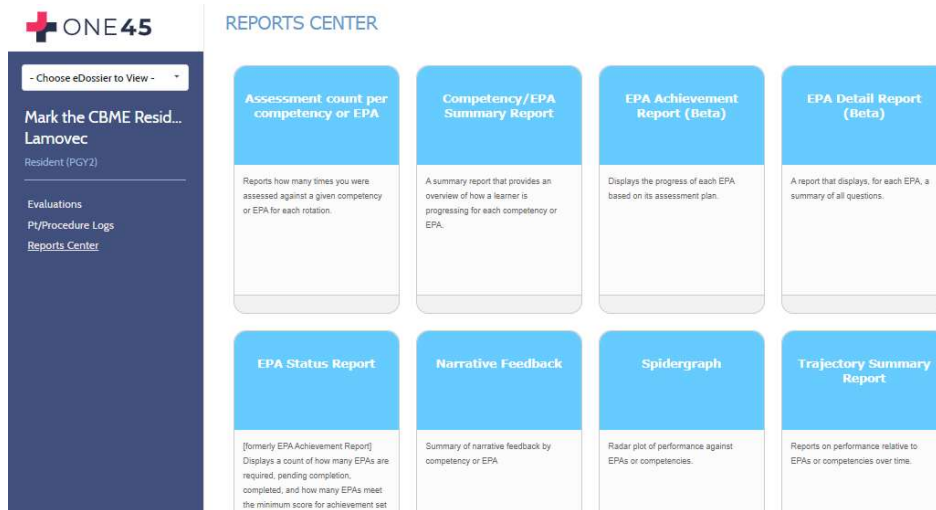 ONE45
REPORTS CENTER
- Choose eDossier to View -
Mark the CBME Resid...
Lamovec
Resident (PGY2)
Evaluations
Pt/Procedure Logs
Reports Center
Assessment count per
competency or EPA
Reports how many times you were
assessed against a given competency
or EPA for each rotation.
Competency/EPA
Summary Report
A summary report that provides an
overview of how a learner is
progressing for each competency or
EPA.
EPA Achievement
Report (Beta)
Displays the progress of each EPA
based on its assessment plan.
EPA Detail Report
(Beta)
A report that displays, for each EPA, a
summary of all questions.
EPA Status Report
[formerly EPA Achievement Report]
Displays a count of how many EPAs are
required, pending completion,
completed, and how many EPAs meet
the minimum score for achievement set
Narrative Feedback
Summary of narrative feedback by
competency or EPA
Spidergraph
Radar plot of performance against
EPAs or competencies.
Trajectory Summary
Report
Reports on performance relative to
EPAs or competencies over time.